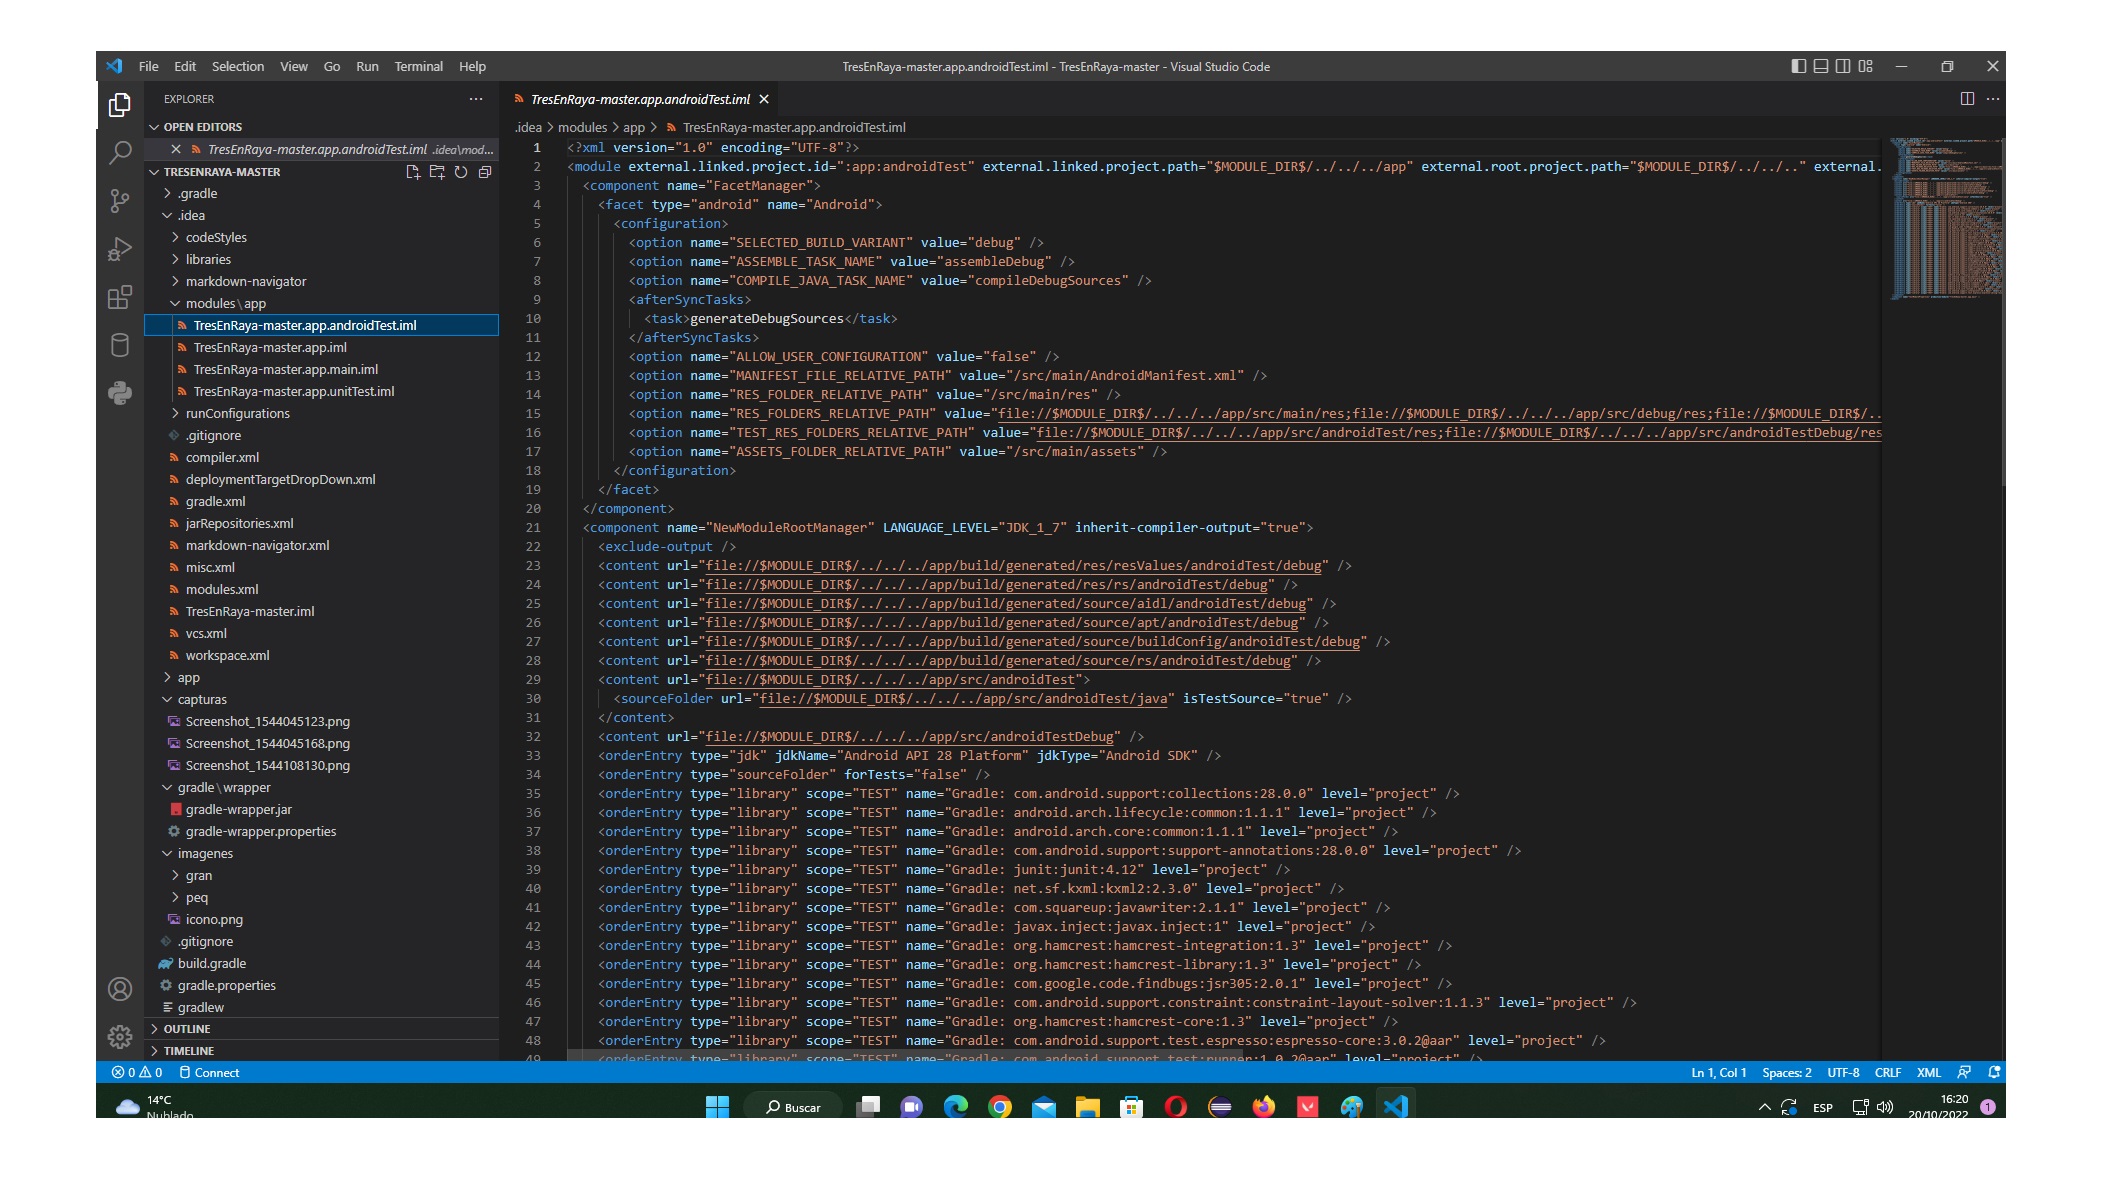 File Edit Selection View Go Run Terminal Help
TresEnRaya-master.app.androidTest.iml - TresEnRaya-master - Visual Studio Code
EXPLORER
OPEN EDITORS
TresEnRaya-master.app.androidTest.iml .idea\mod...
TRESENRAYA-MASTER
.gradle
.idea
codeStyles
libraries
markdown-navigator
modules\app
TresEnRaya-master.app.androidTest.iml
TresEnRaya-master.app.iml
TresEnRaya-master.app.main.iml
TresEnRaya-master.app.unitTest.iml
runConfigurations
.gitignore
compiler.xml
deploymentTargetDropDown.xml
gradle.xml
jarRepositories.xml
markdown-navigator.xml
misc.xml
modules.xml
TresEnRaya-master.iml
vcs.xml
workspace.xml
app
capturas
Screenshot_1544045123.png
Screenshot_1544045168.png
Screenshot_1544108130.png
gradle\wrapper
gradle-wrapper.jar
gradle-wrapper.properties
imagenes
gran
peq
icono.png
.gitignore
build.gradle
gradle.properties
gradlew
OUTLINE
TIMELINE
TresEnRaya-master.app.androidTest.iml
.idea > modules > app > TresEnRaya-master.app.androidTest.iml
1 <?xml version="1.0" encoding="UTF-8"?>
2 <module external.linked.project.id=":app:androidTest" external.linked.project.path="$MODULE_DIR$/../../../app" external.root.project.path="$MODULE_DIR$/../../.." external.
3 <component name="FacetManager">
4 <facet type="android" name="Android">
5 <configuration>
6 <option name="SELECTED_BUILD_VARIANT" value="debug" />
7 <option name="ASSEMBLE_TASK_NAME" value="assembleDebug" />
8 <option name="COMPILE_JAVA_TASK_NAME" value="compileDebugSources" />
9 <afterSyncTasks>
10 <task>generateDebugSources</task>
11 </afterSyncTasks>
12 <option name="ALLOW_USER_CONFIGURATION" value="false" />
13 <option name="MANIFEST_FILE_RELATIVE_PATH" value="/src/main/AndroidManifest.xml" />
14 <option name="RES_FOLDER_RELATIVE_PATH" value="/src/main/res" />
15 <option name="RES_FOLDERS_RELATIVE_PATH" value="file://$MODULE_DIR$/../../../app/src/main/res;file://$MODULE_DIR$/../../../app/src/debug/res;file://$MODULE_DIR$/..
16 <option name="TEST_RES_FOLDERS_RELATIVE_PATH" value="file://$MODULE_DIR$/../../../app/src/androidTest/res;file://$MODULE_DIR$/../../../app/src/androidTestDebug/res
17 <option name="ASSETS_FOLDER_RELATIVE_PATH" value="/src/main/assets" />
18 </configuration>
19 </facet>
20 </component>
21 <component name="NewModuleRootManager" LANGUAGE_LEVEL="JDK_1_7" inherit-compiler-output="true">
22 <exclude-output />
23 <content url="file://$MODULE_DIR$/../../../app/build/generated/res/resValues/androidTest/debug" />
24 <content url="file://$MODULE_DIR$/../../../app/build/generated/res/rs/androidTest/debug" />
25 <content url="file://$MODULE_DIR$/../../../app/build/generated/source/aidl/androidTest/debug" />
26 <content url="file://$MODULE_DIR$/../../../app/build/generated/source/apt/androidTest/debug" />
27 <content url="file://$MODULE_DIR$/../../../app/build/generated/source/buildConfig/androidTest/debug" />
28 <content url="file://$MODULE_DIR$/../../../app/build/generated/source/rs/androidTest/debug" />
29 <content url="file://$MODULE_DIR$/../../../app/src/androidTest">
30 <sourceFolder url="file://$MODULE_DIR$/../../../app/src/androidTest/java" isTestSource="true" />
31 </content>
32 <content url="file://$MODULE_DIR$/../../../app/src/androidTestDebug" />
33 <orderEntry type="jdk" jdkName="Android API 28 Platform" jdkType="Android SDK" />
34 <orderEntry type="sourceFolder" forTests="false" />
35 <orderEntry type="library" scope="TEST" name="Gradle: com.android.support:collections:28.0.0" level="project" />
36 <orderEntry type="library" scope="TEST" name="Gradle: android.arch.lifecycle:common:1.1.1" level="project" />
37 <orderEntry type="library" scope="TEST" name="Gradle: android.arch.core:common:1.1.1" level="project" />
38 <orderEntry type="library" scope="TEST" name="Gradle: com.android.support:support-annotations:28.0.0" level="project" />
39 <orderEntry type="library" scope="TEST" name="Gradle: junit:junit:4.12" level="project" />
40 <orderEntry type="library" scope="TEST" name="Gradle: net.sf.kxml:kxml2:2.3.0" level="project" />
41 <orderEntry type="library" scope="TEST" name="Gradle: com.squareup:javawriter:2.1.1" level="project" />
42 <orderEntry type="library" scope="TEST" name="Gradle: javax.inject:javax.inject:1" level="project" />
43 <orderEntry type="library" scope="TEST" name="Gradle: org.hamcrest:hamcrest-integration:1.3" level="project" />
44 <orderEntry type="library" scope="TEST" name="Gradle: org.hamcrest:hamcrest-library:1.3" level="project" />
45 <orderEntry type="library" scope="TEST" name="Gradle: com.google.code.findbugs:jsr305:2.0.1" level="project" />
46 <orderEntry type="library" scope="TEST" name="Gradle: com.android.support.constraint:constraint-layout-solver:1.1.3" level="project" />
47 <orderEntry type="library" scope="TEST" name="Gradle: org.hamcrest:hamcrest-core:1.3" level="project" />
48 <orderEntry type="library" scope="TEST" name="Gradle: com.android.support.test.espresso:espresso-core:3.0.2@aar" level="project" />
49 <orderEntry type="library" scope="TEST" name="Gradle: com.android.support.test:runner:1.0.2@aar" level="project" />
0 0 Connect
Ln 1, Col 1 Spaces: 2 UTF-8 CRLF XML
14°C
Nublado
Buscar
ESP
16:20
20/10/2022
1